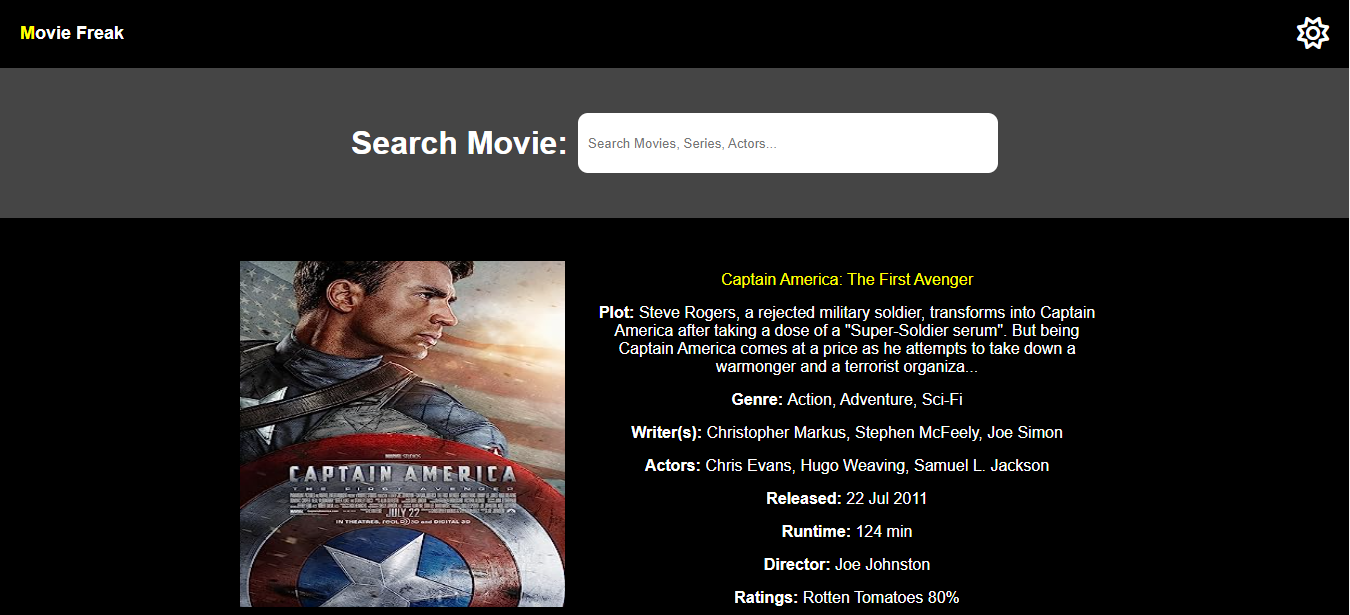 Movie Freak
Search Movie:
Search Movies, Series, Actors...
Captain America: The First Avenger
Plot: Steve Rogers, a rejected military soldier, transforms into Captain
America after taking a dose of a "Super-Soldier serum". But being
Captain America comes at a price as he attempts to take down a
warmonger and a terrorist organiza...
Genre: Action, Adventure, Sci-Fi
Writer(s): Christopher Markus, Stephen McFeely, Joe Simon
Actors: Chris Evans, Hugo Weaving, Samuel L. Jackson
Released: 22 Jul 2011
Runtime: 124 min
Director: Joe Johnston
Ratings: Rotten Tomatoes 80%
MARVEL STUDIOS
CAPTAIN AMERICA
THE FIRST AVENGER
JULY 22
IN THEATRES, REAL D 3D and DIGITAL 3D